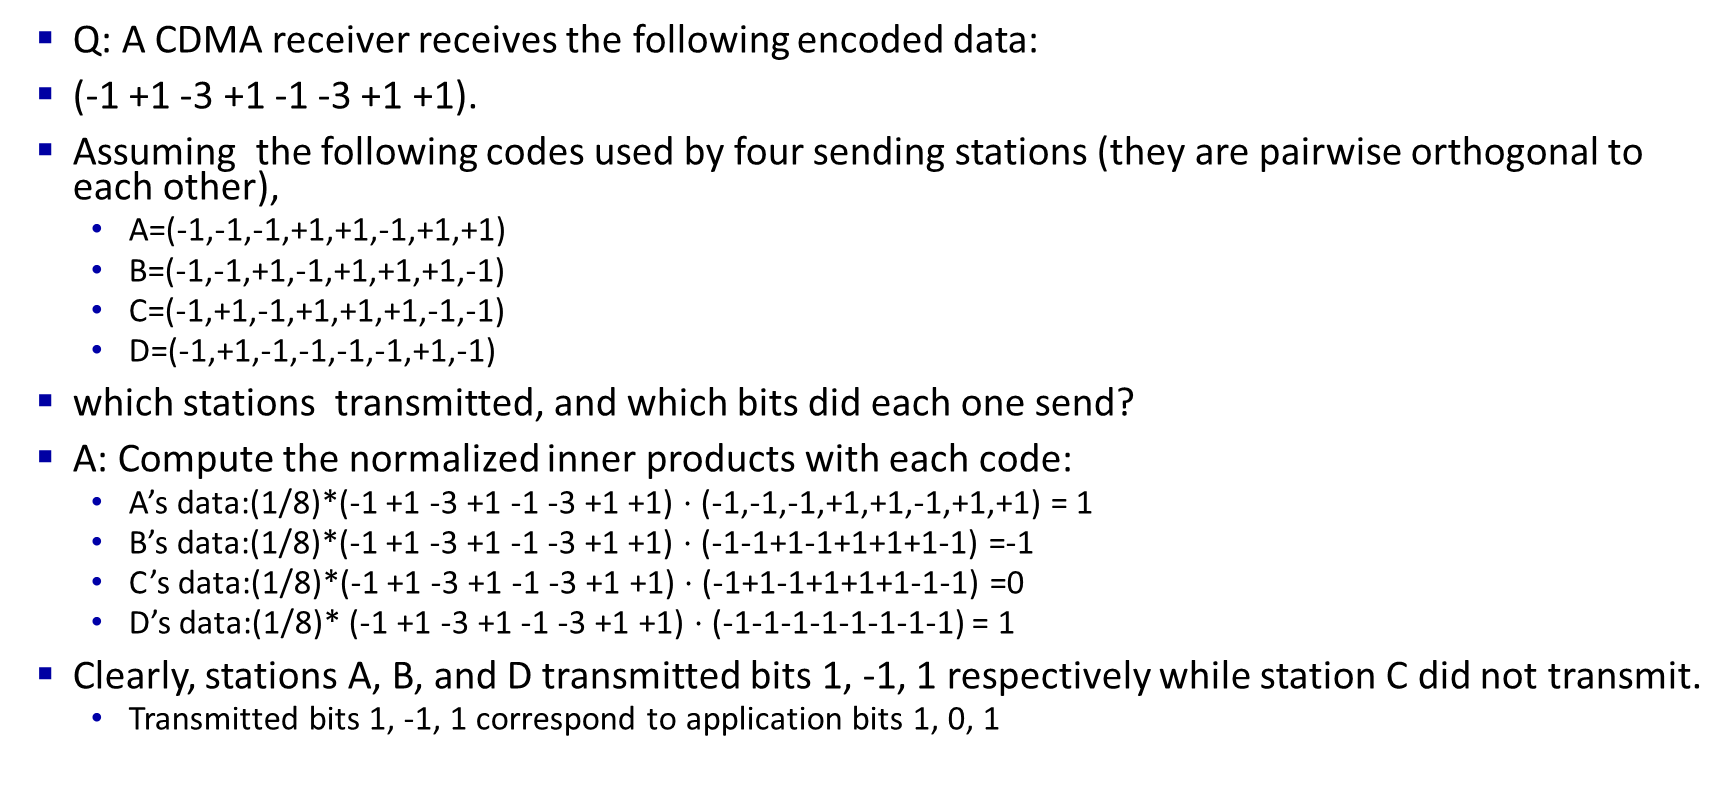 Q: A CDMA receiver receives the following encoded data:
(-1 +1 -3 +1 -1 -3 +1 +1).
Assuming the following codes used by four sending stations (they are pairwise orthogonal to
each other),
A=(-1,-1,-1,+1,+1,-1,+1,+1)
B=(-1,-1,+1,-1,+1,+1,+1,-1)
C=(-1,+1,-1,+1,+1,+1,-1,-1)
D=(-1,+1,-1,-1,-1,-1,+1,-1)
which stations transmitted, and which bits did each one send?
A: Compute the normalized inner products with each code:
A’s data:(1/8)*(-1 +1 -3 +1 -1 -3 +1 +1) · (-1,-1,-1,+1,+1,-1,+1,+1) = 1
B’s data:(1/8)*(-1 +1 -3 +1 -1 -3 +1 +1) · (-1-1+1-1+1+1+1-1) =-1
C’s data:(1/8)*(-1 +1 -3 +1 -1 -3 +1 +1) · (-1+1-1+1+1+1-1-1) =0
D’s data:(1/8)* (-1 +1 -3 +1 -1 -3 +1 +1) · (-1-1-1-1-1-1-1-1) = 1
Clearly, stations A, B, and D transmitted bits 1, -1, 1 respectively while station C did not transmit.
Transmitted bits 1, -1, 1 correspond to application bits 1, 0, 1